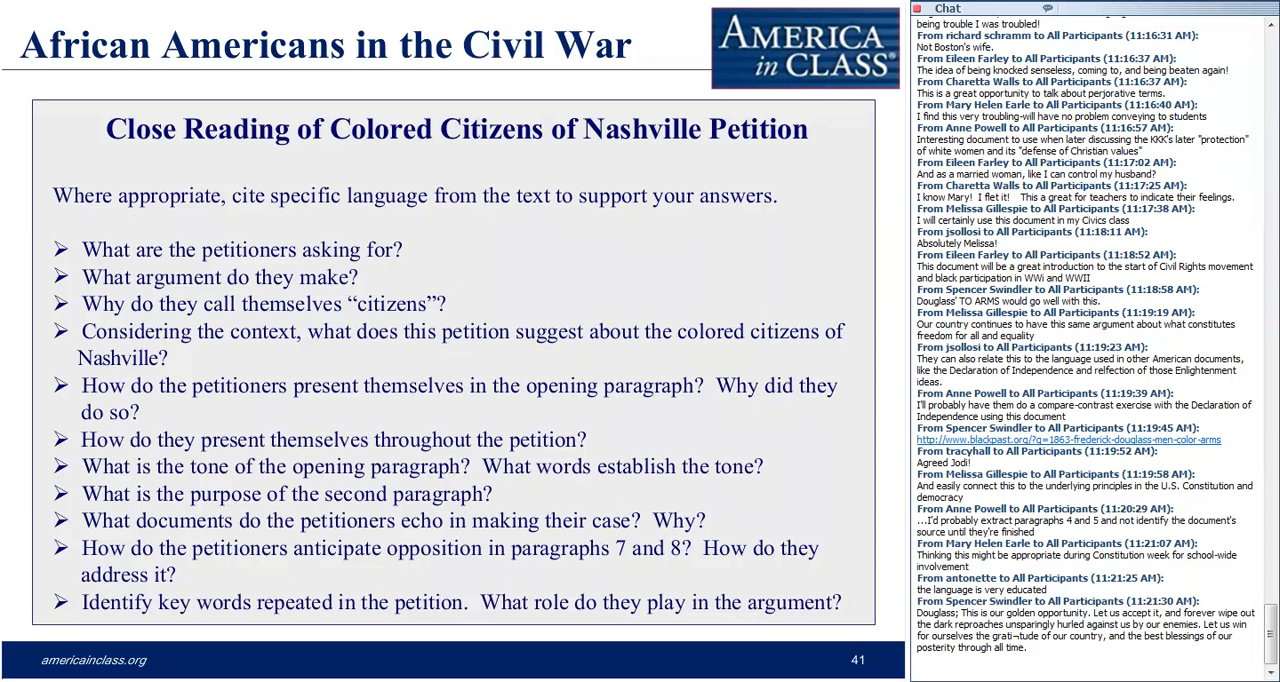 African Americans in the Civil War
AMERICA
in CLASS®
Close Reading of Colored Citizens of Nashville Petition
Where appropriate, cite specific language from the text to support your answers.
➢ What are the petitioners asking for?
➢ What argument do they make?
➢ Why do they call themselves “citizens”?
➢ Considering the context, what does this petition suggest about the colored citizens of
Nashville?
➢ How do the petitioners present themselves in the opening paragraph? Why did they
do so?
➢ How do they present themselves throughout the petition?
➢ What is the tone of the opening paragraph? What words establish the tone?
➢ What is the purpose of the second paragraph?
➢ What documents do the petitioners echo in making their case? Why?
➢ How do the petitioners anticipate opposition in paragraphs 7 and 8? How do they
address it?
➢ Identify key words repeated in the petition. What role do they play in the argument?
americainclass.org
41
Chat
being trouble I was troubled!
From richard schramm to All Participants (11:16:31 AM):
Not Boston's wife.
From Eileen Farley to All Participants (11:16:37 AM):
The idea of being knocked senseless, coming to, and being beaten again!
From Charetta Walls to All Participants (11:16:37 AM):
This is a great opportunity to talk about perjorative terms.
From Mary Helen Earle to All Participants (11:16:40 AM):
I find this very troubling-will have no problem conveying to students
From Anne Powell to All Participants (11:16:57 AM):
Interesting document to use when later discussing the KKK's later "protection"
of white women and its "defense of Christian values"
From Eileen Farley to All Participants (11:17:02 AM):
And as a married woman, like I can control my husband?
From Charetta Walls to All Participants (11:17:25 AM):
I know Mary! I flet it! This a great for teachers to indicate their feelings.
From Melissa Gillespie to All Participants (11:17:38 AM):
I will certainly use this document in my Civics class
From jsollosi to All Participants (11:18:11 AM):
Absolutely Melissa!
From Eileen Farley to All Participants (11:18:52 AM):
This document will be a great introduction to the start of Civil Rights movement
and black participation in WWi and WWII
From Spencer Swindler to All Participants (11:18:58 AM):
Douglass' TO ARMS would go well with this.
From Melissa Gillespie to All Participants (11:19:19 AM):
Our country continues to have this same argument about what constitutes
freedom for all and equality
From jsollosi to All Participants (11:19:23 AM):
They can also relate this to the language used in other American documents,
like the Declaration of Independence and relfection of those Enlightenment
ideas.
From Anne Powell to All Participants (11:19:39 AM):
I'll probably have them do a compare-contrast exercise with the Declaration of
Independence using this document
From Spencer Swindler to All Participants (11:19:45 AM):
http://www.blackpast.org/?q=1863-frederick-douglass-men-color-arms
From tracyhall to All Participants (11:19:52 AM):
Agreed Jodi!
From Melissa Gillespie to All Participants (11:19:58 AM):
And easily connect this to the underlying principles in the U.S. Constitution and
democracy
From Anne Powell to All Participants (11:20:29 AM):
...I'd probably extract paragraphs 4 and 5 and not identify the document's
source until they're finished
From Mary Helen Earle to All Participants (11:21:07 AM):
Thinking this might be appropriate during Constitution week for school-wide
involvement
From antonette to All Participants (11:21:25 AM):
the language is very educated
From Spencer Swindler to All Participants (11:21:30 AM):
Douglass; This is our golden opportunity. Let us accept it, and forever wipe out
the dark reproaches unsparingly hurled against us by our enemies. Let us win
for ourselves the grati¬tude of our country, and the best blessings of our
posterity through all time.